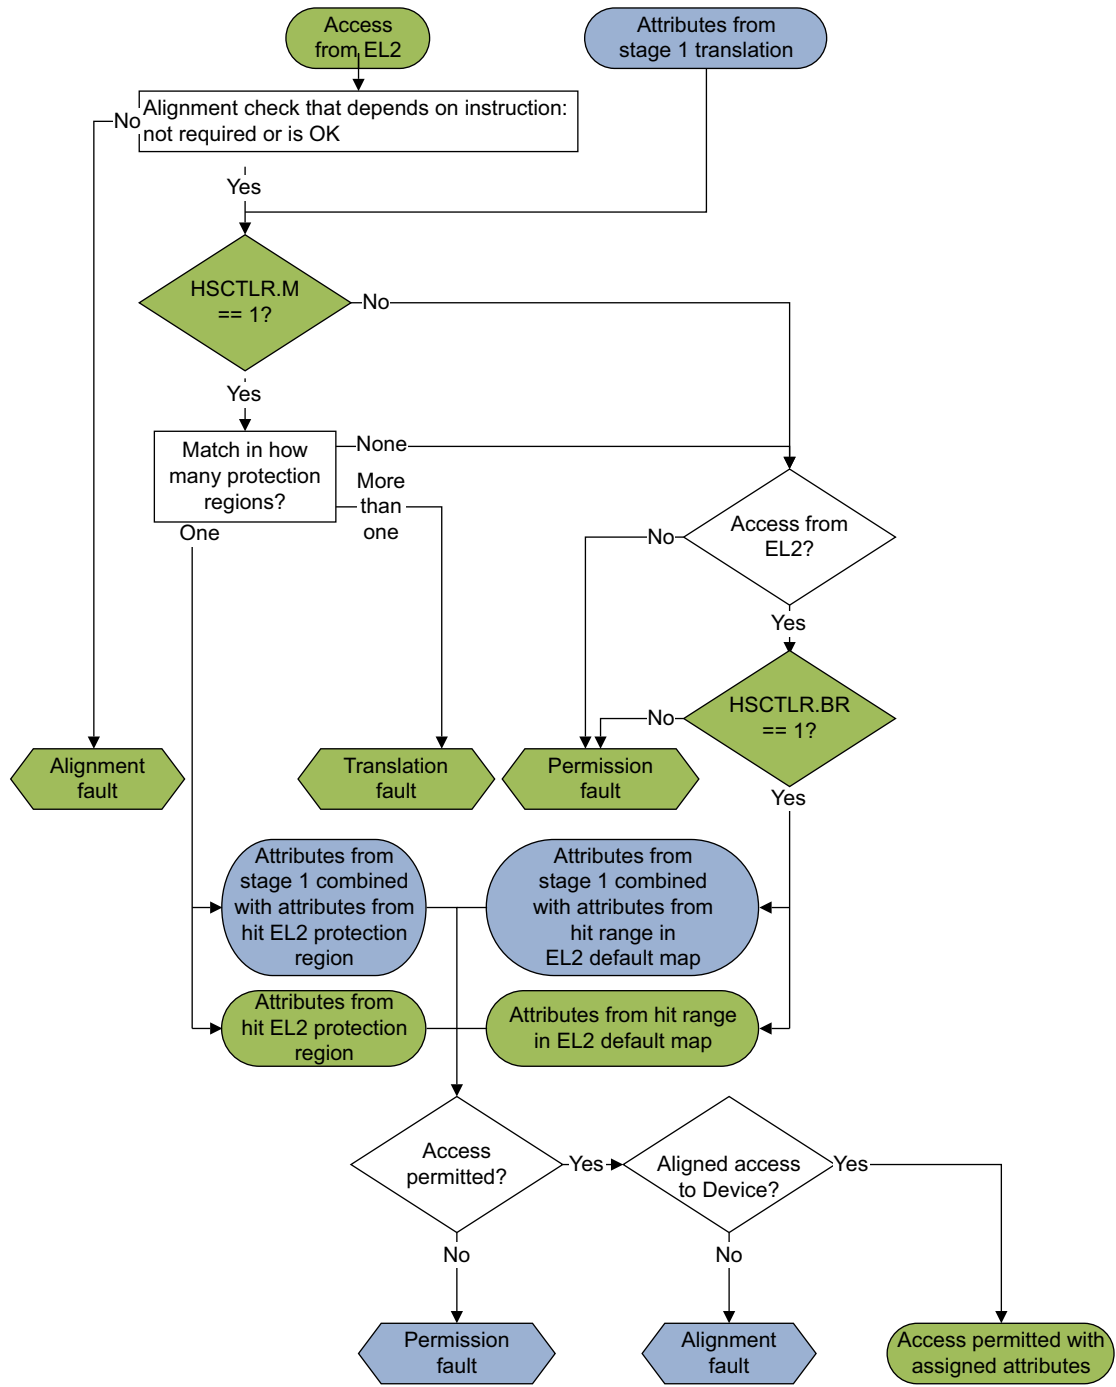 Access
from EL2
Attributes from
stage 1 translation
Alignment check that depends on instruction:
not required or is OK
No
Yes
HSCTLR.M
== 1?
No
Yes
Match in how
many protection
regions?
None
More
than
one
One
Access from
EL2?
No
Yes
HSCTLR.BR
== 1?
No
Yes
Alignment
fault
Translation
fault
Permission
fault
Attributes from
stage 1 combined
with attributes from
hit EL2 protection
region
Attributes from
stage 1 combined
with attributes from
hit range in
EL2 default map
Attributes from
hit EL2 protection
region
Attributes from hit range
in EL2 default map
Access
permitted?
Yes
Aligned access
to Device?
Yes
No
No
Permission
fault
Alignment
fault
Access permitted with
assigned attributes